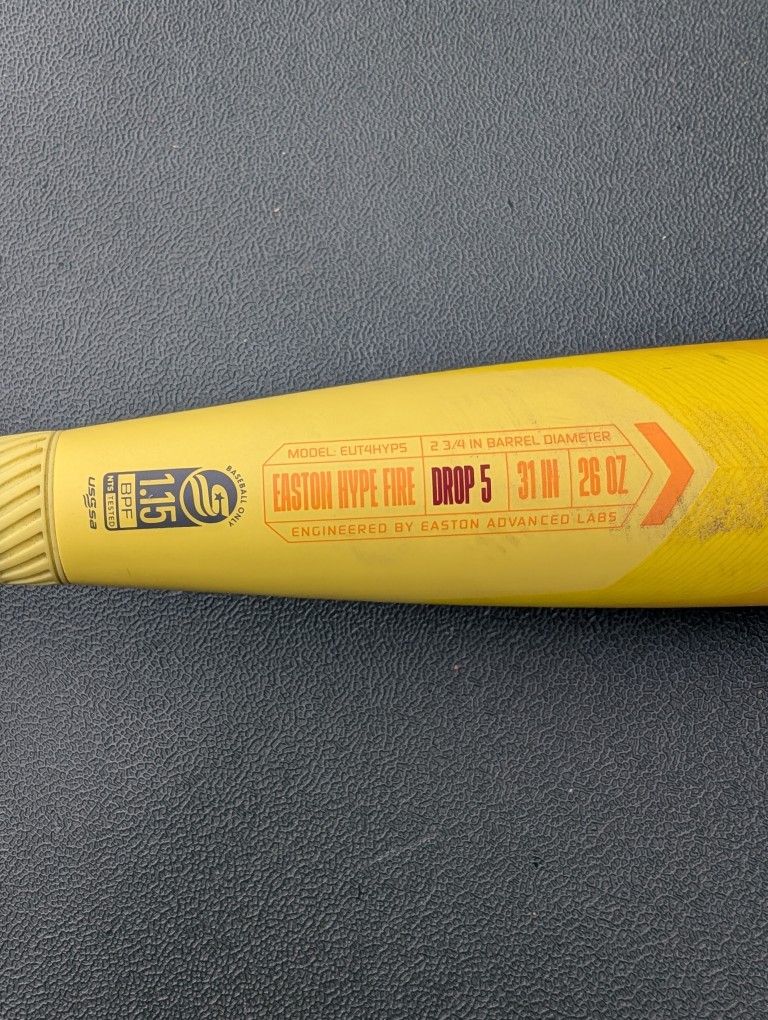 MODEL: EUT4HYP5
2 3/4 IN BARREL DIAMETER
EASTON HYPE FIRE
DROP 5
31 IN
26 OZ
ENGINEERED BY EASTON ADVANCED LABS
BASEBALL ONLY
1.15
BPF
NTS TESTED
USSSA